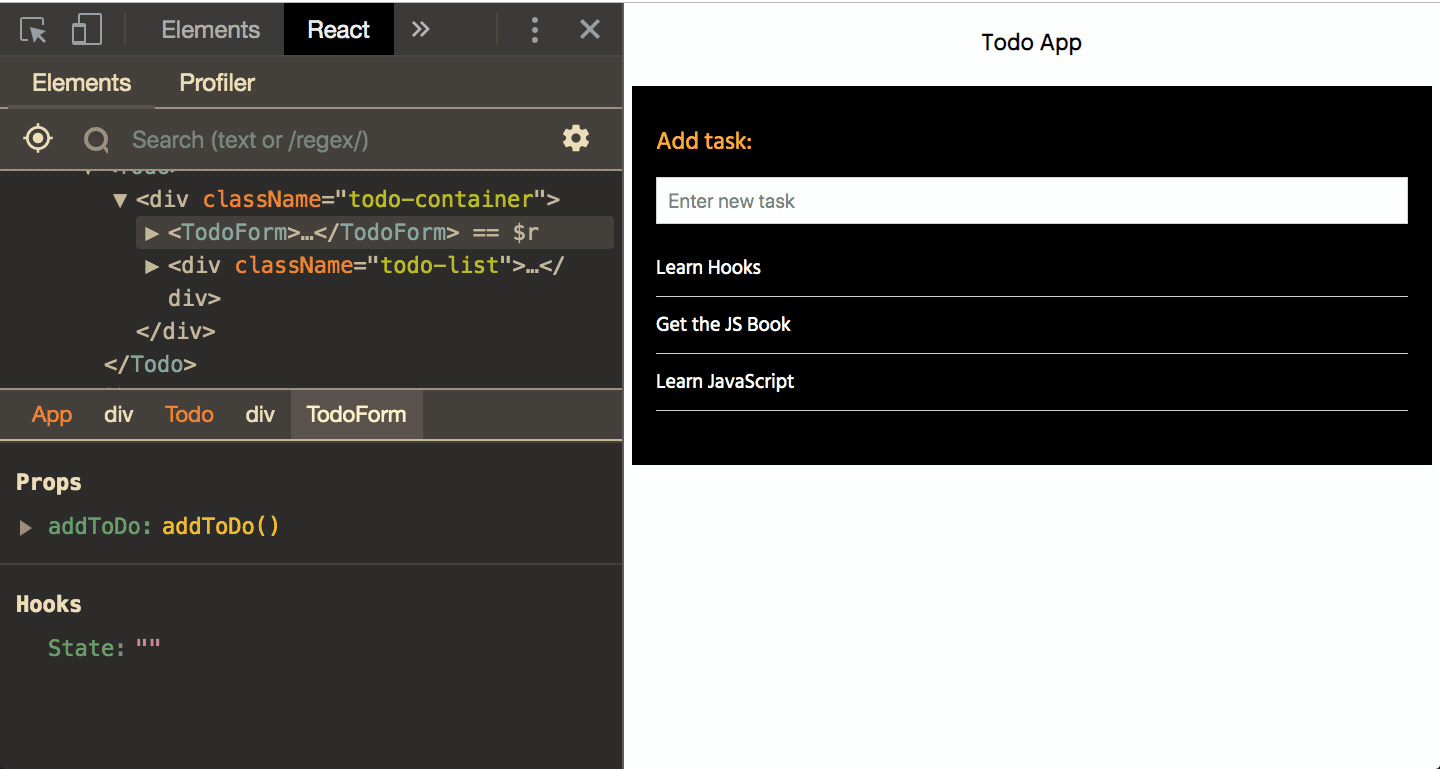 Elements React »
Elements Profiler
Search (text or /regex/)
<Todo>
▼ <div className="todo-container">
▶ <TodoForm>…</TodoForm> == $r
▶ <div className="todo-list">…</
div>
</div>
</Todo>
App div Todo div TodoForm
Props
▶ addToDo: addToDo()
Hooks
State: ""
Todo App
Add task:
Enter new task
Learn Hooks
Get the JS Book
Learn JavaScript